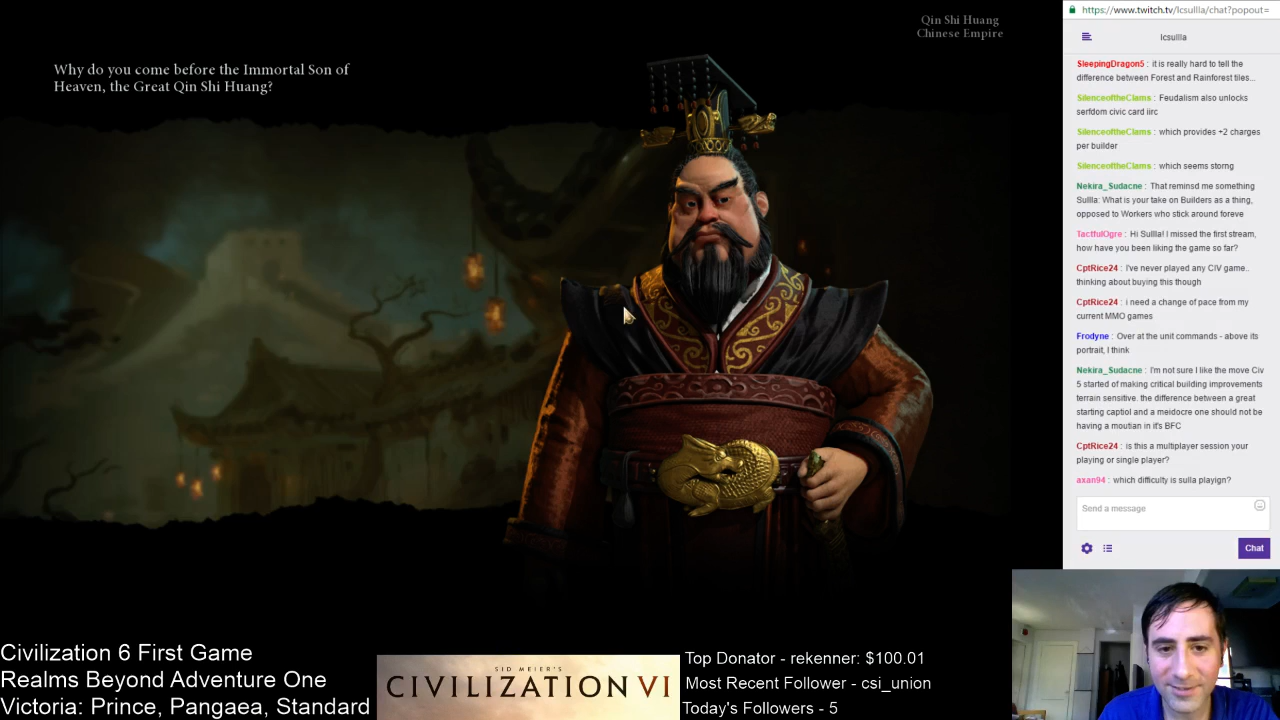 Qin Shi Huang
Chinese Empire
Why do you come before the Immortal Son of
Heaven, the Great Qin Shi Huang?
https://www.twitch.tv/lcsullla/chat?popout=
lcsullla
SleepingDragon5 : it is really hard to tell the
difference between Forest and Rainforest tiles...
SilenceoftheClams : Feudalism also unlocks
serfdom civic card iirc
SilenceoftheClams : which provides +2 charges
per builder
SilenceoftheClams : which seems storng
Nekira_Sudacne : That reminsd me something
Sullla: What is your take on Builders as a thing,
opposed to Workers who stick around foreve
TactfulOgre : Hi Sullla! I missed the first stream,
how have you been liking the game so far?
CptRice24 : I've never played any CIV game..
thinking about buying this though
CptRice24 : i need a change of pace from my
current MMO games
Frodyne : Over at the unit commands - above its
portrait, I think
Nekira_Sudacne : I'm not sure I like the move Civ
5 started of making critical building improvements
terrain sensitive. the difference between a great
starting captiol and a meidocre one should not be
having a moutian in it's BFC
CptRice24 : is this a multiplayer session your
playing or single player?
axan94 : which difficulty is sulla playign?
Send a message
Chat
Civilization 6 First Game
Realms Beyond Adventure One
Victoria: Prince, Pangaea, Standard
SID MEIER'S
CIVILIZATION VI
Top Donator - rekenner: $100.01
Most Recent Follower - csi_union
Today's Followers - 5